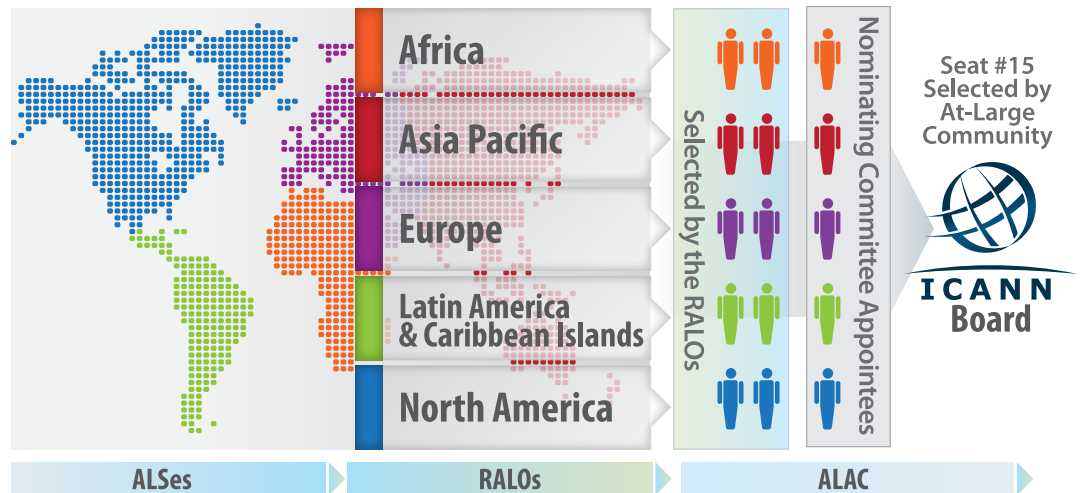 Africa
Asia Pacific
Europe
Latin America
& Caribbean Islands
North America
Selected by the RALOs
Nominating Committee Appointees
Seat #15
Selected by
At-Large
Community
ICANN
Board
ALSes
RALOs
ALAC